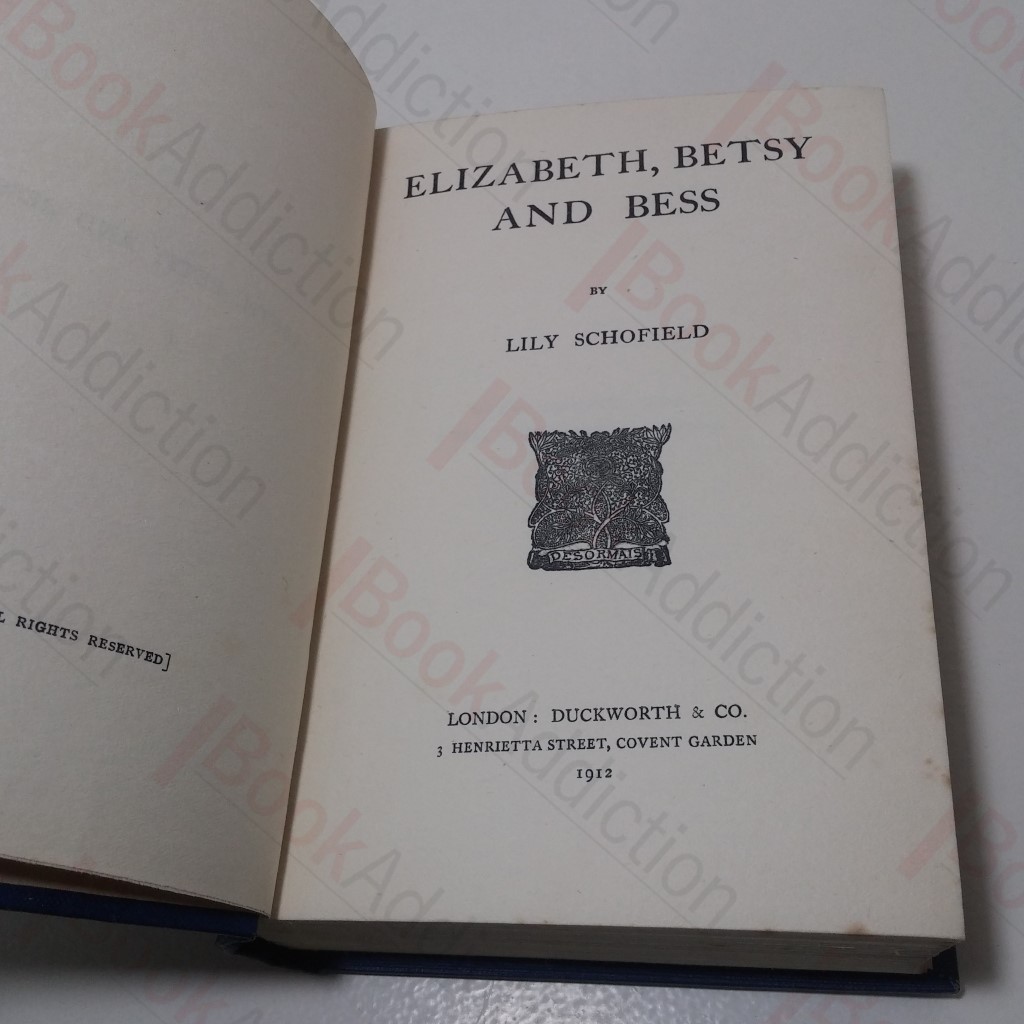 L RIGHTS RESERVED]
ELIZABETH, BETSY
AND BESS
BY
LILY SCHOFIELD
DESORMAIS
LONDON: DUCKWORTH & CO.
3 HENRIETTA STREET, COVENT GARDEN
1912
BookAddiction